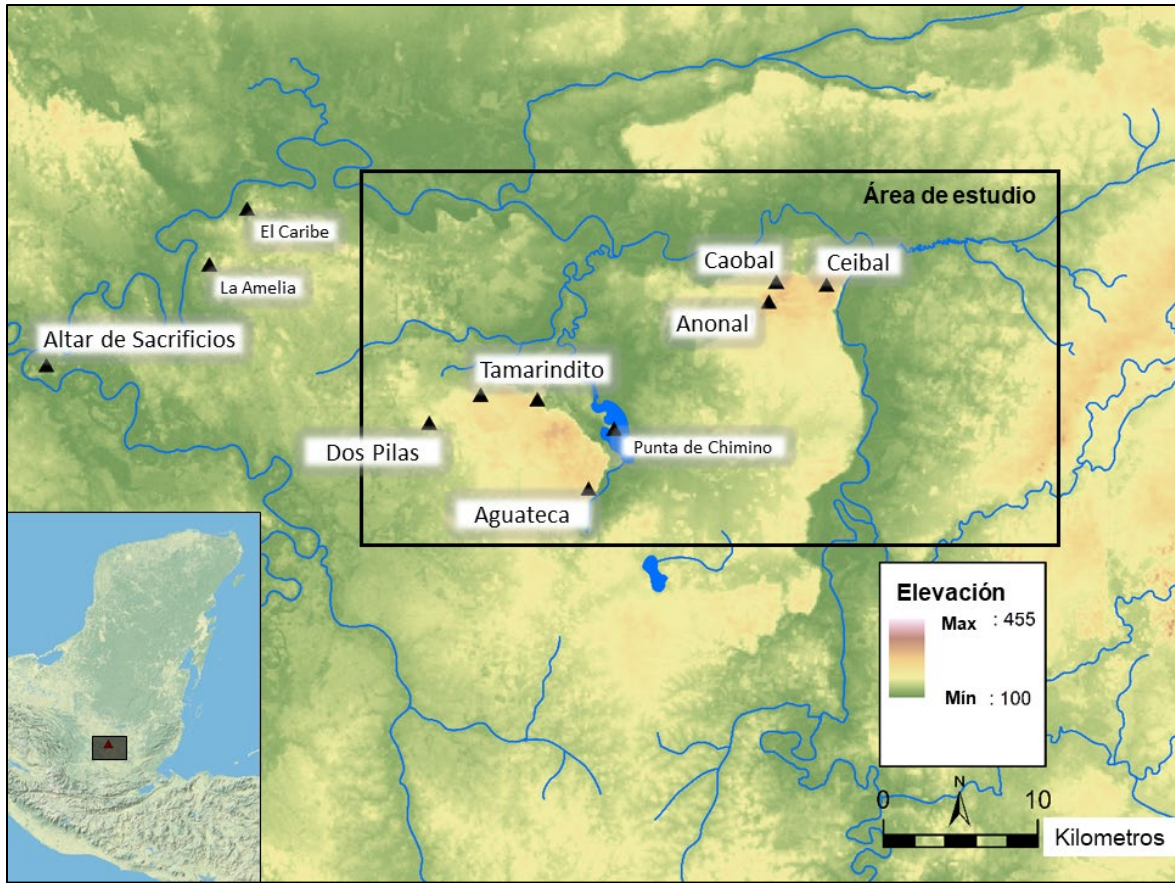 Área de estudio
El Caribe
La Amelia
Caobal
Ceibal
Anonal
Altar de Sacrificios
Tamarindito
Dos Pilas
Punta de Chimino
Aguateca
Elevación
Max : 455
Mín : 100
N
0 10
Kilometros